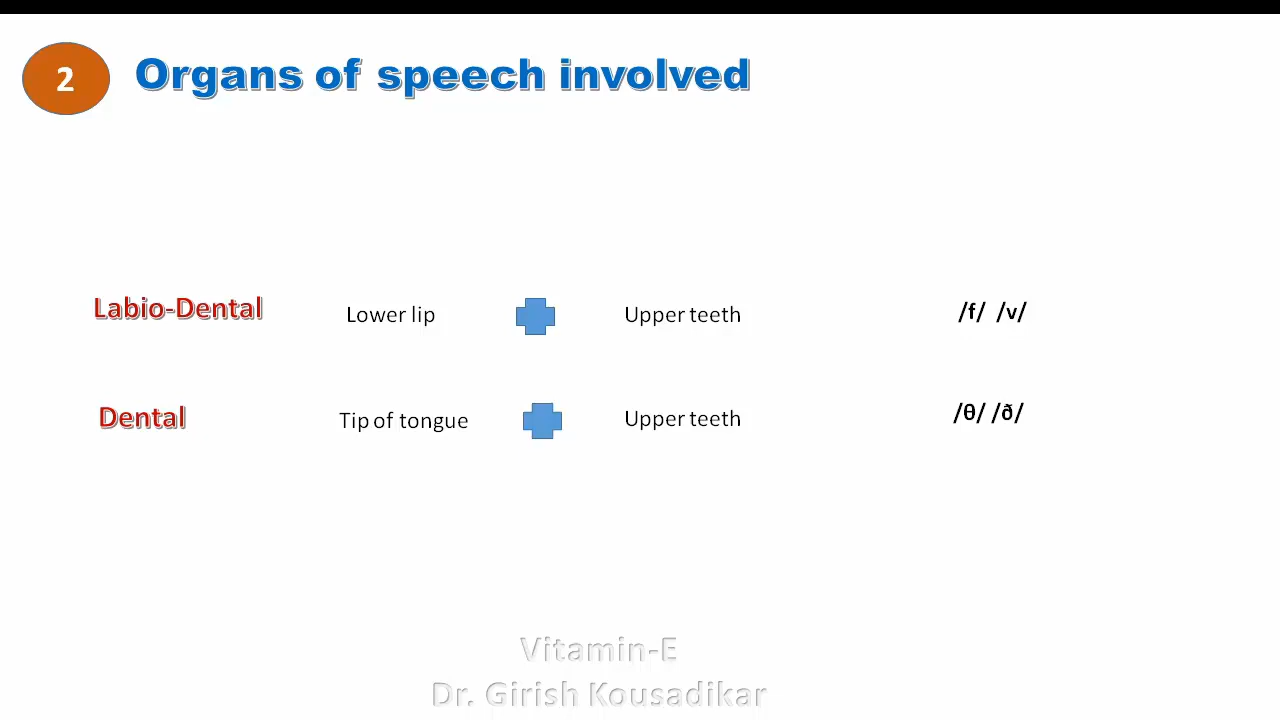 2 Organs of speech involved
Labio-Dental Lower lip Upper teeth /f/ /v/
Dental Tip of tongue Upper teeth /θ/ /ð/
Vitamin-E
Dr. Girish Kousadikar